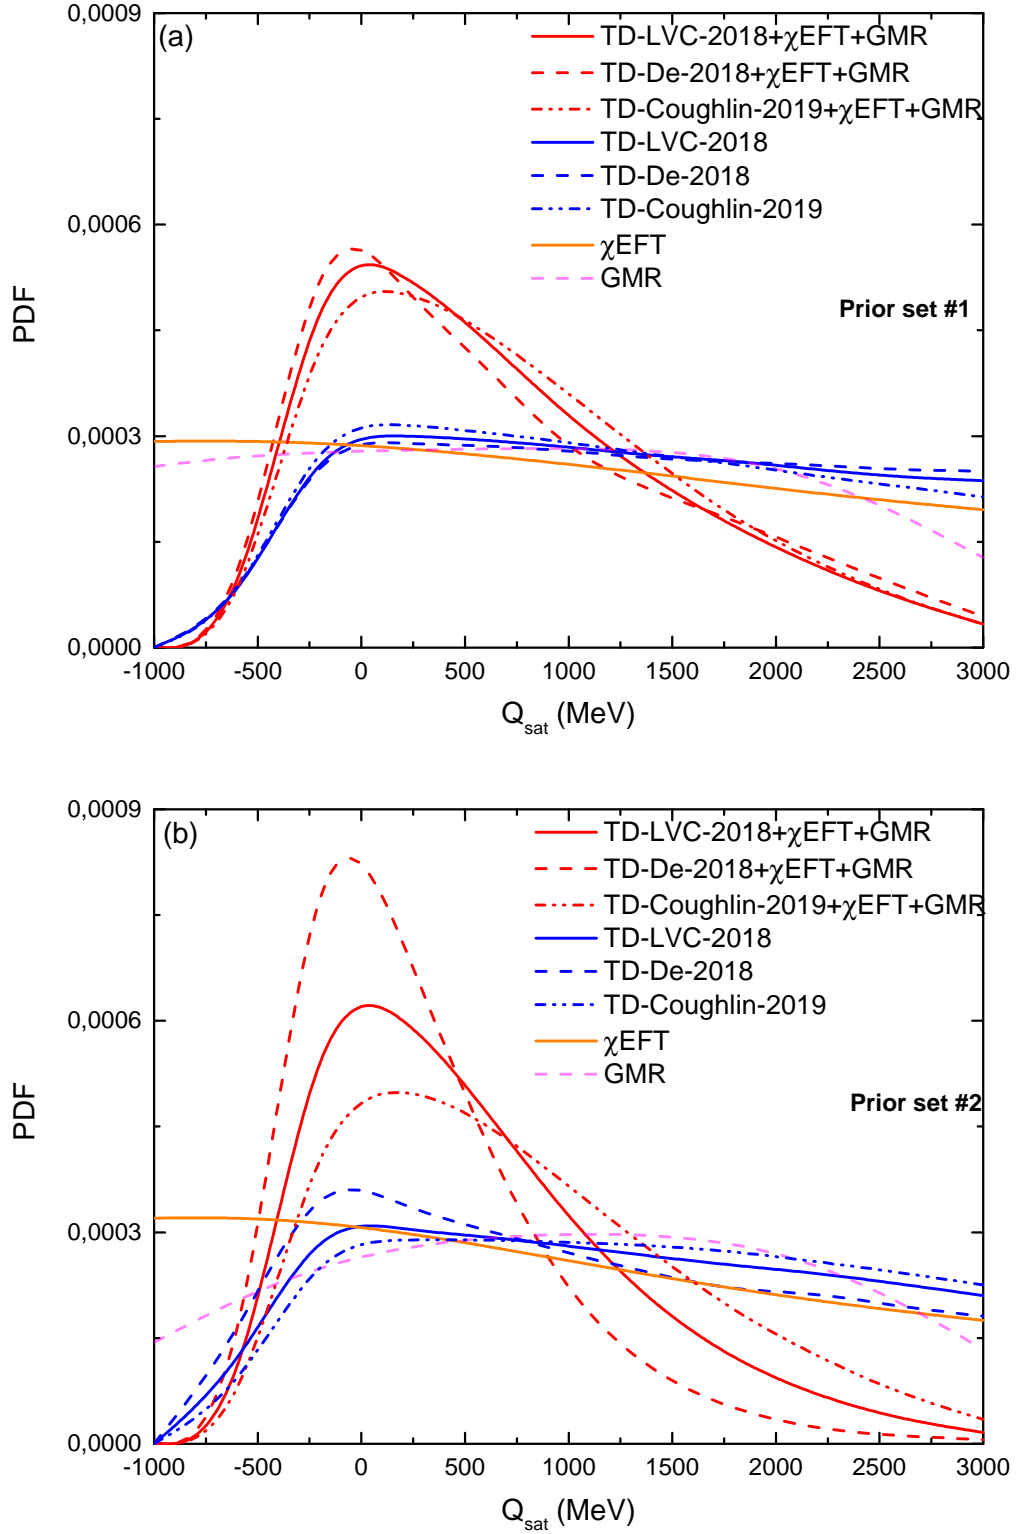 (a)
TD-LVC-2018+χEFT+GMR
TD-De-2018+χEFT+GMR
TD-Coughlin-2019+χEFT+GMR
TD-LVC-2018
TD-De-2018
TD-Coughlin-2019
χEFT
GMR
Prior set #1
PDF
0,0009
0,0006
0,0003
0,0000
-1000 -500 0 500 1000 1500 2000 2500 3000
Qsat (MeV)
(b)
TD-LVC-2018+χEFT+GMR
TD-De-2018+χEFT+GMR
TD-Coughlin-2019+χEFT+GMR
TD-LVC-2018
TD-De-2018
TD-Coughlin-2019
χEFT
GMR
Prior set #2
PDF
0,0009
0,0006
0,0003
0,0000
-1000 -500 0 500 1000 1500 2000 2500 3000
Qsat (MeV)